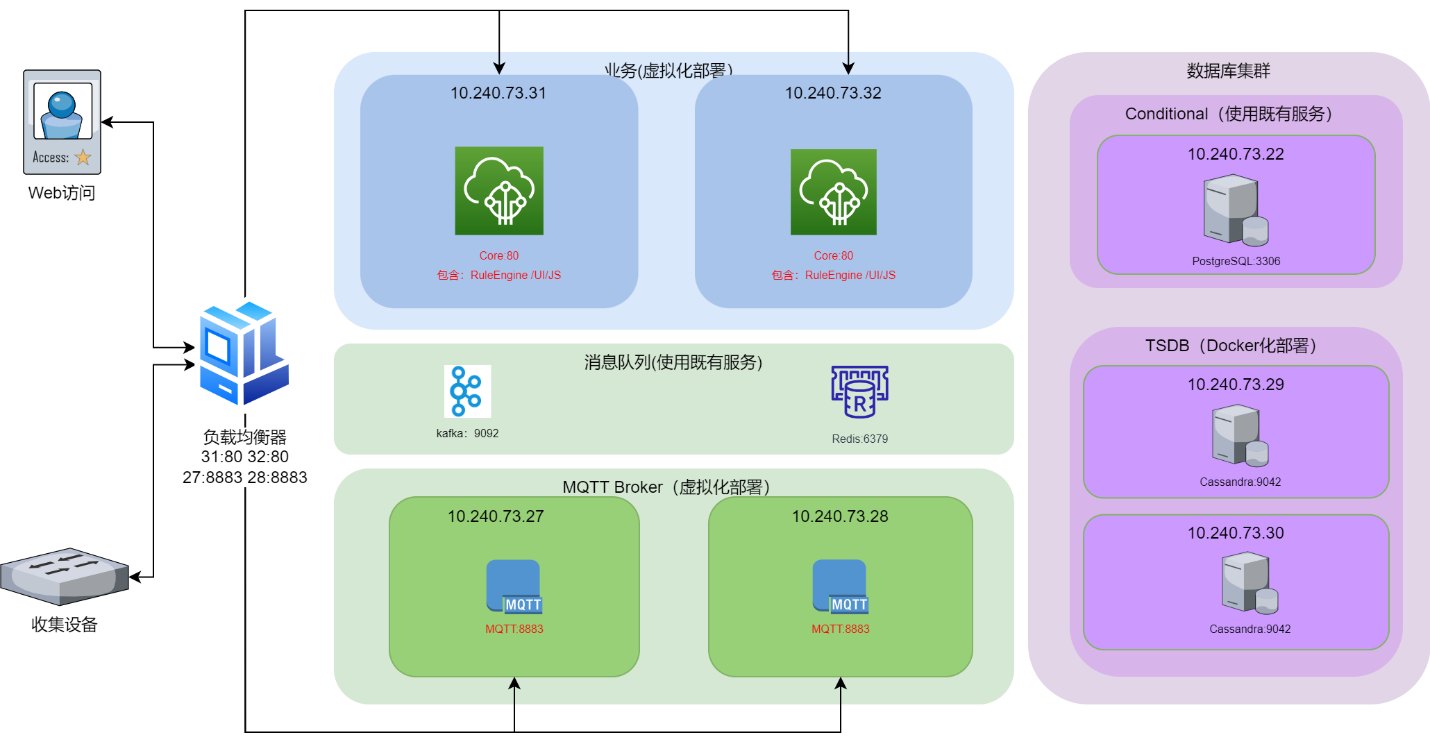 Access:
Web访问
负载均衡器
31:80 32:80
27:8883 28:8883
收集设备
业务(虚拟化部署)
10.240.73.31
Core:80
包含：RuleEngine /UI/JS
10.240.73.32
Core:80
包含：RuleEngine /UI/JS
消息队列(使用既有服务)
kafka：9092
R
Redis:6379
MQTT Broker（虚拟化部署）
10.240.73.27
MQTT
MQTT:8883
10.240.73.28
MQTT
MQTT:8883
数据库集群
Conditional（使用既有服务）
10.240.73.22
PostgreSQL:3306
TSDB（Docker化部署）
10.240.73.29
Cassandra:9042
10.240.73.30
Cassandra:9042